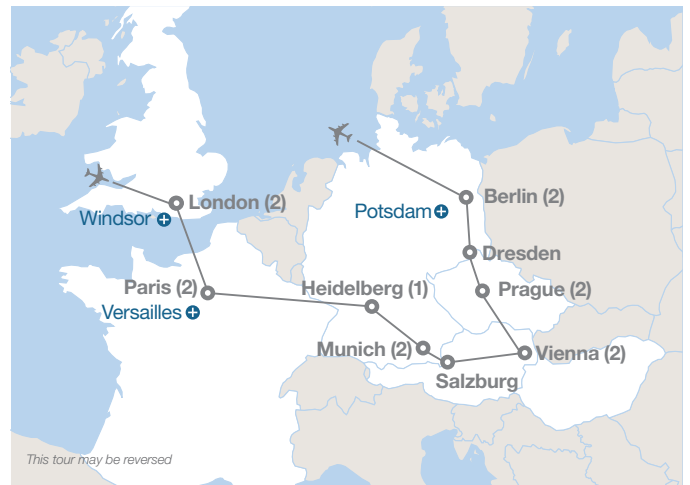 London (2)
Berlin (2)
Windsor
Potsdam
Dresden
Paris (2)
Heidelberg (1)
Prague (2)
Versailles
Munich (2)
Vienna (2)
Salzburg
This tour may be reversed